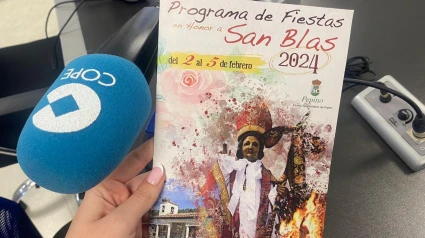 Programa de Fiestas
en Honor a
San Blas
del 2 al 5 de febrero
2024
Pepino
COPE